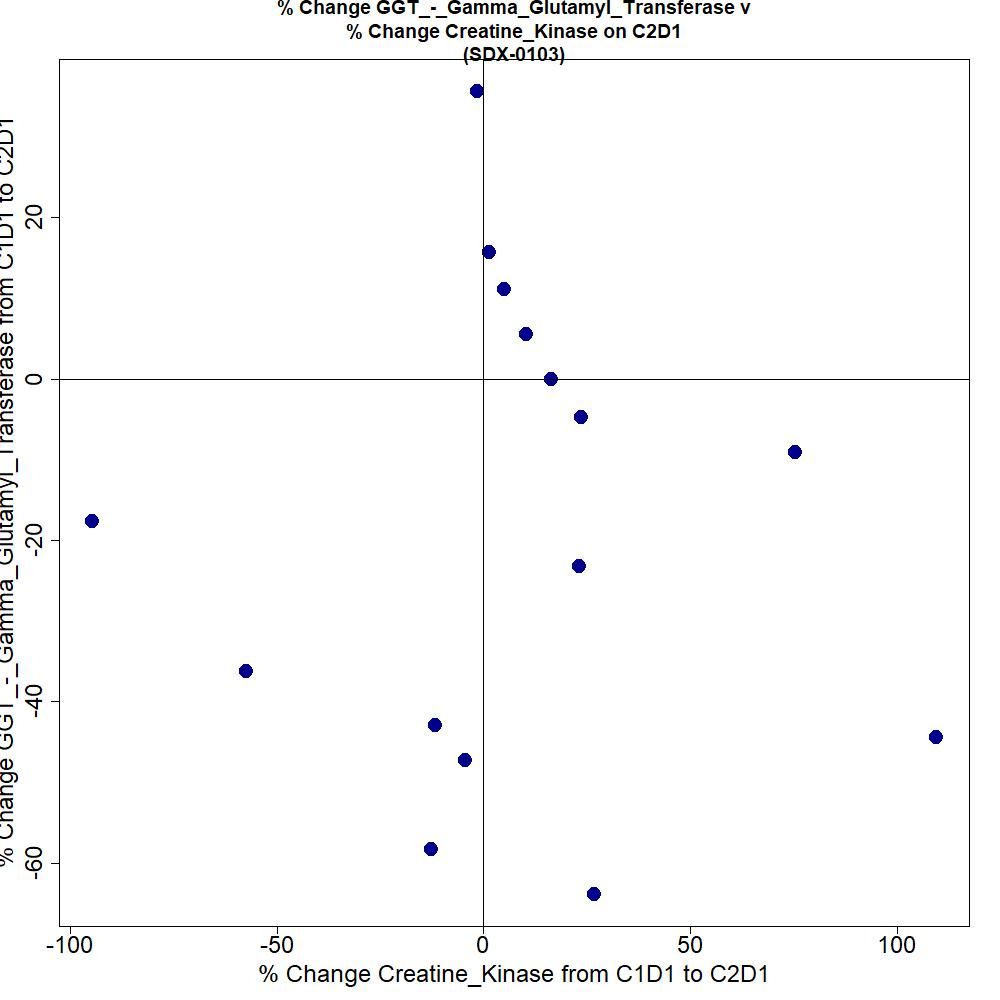 % Change GGT_-_Gamma_Glutamyl_Transferase v
% Change Creatine_Kinase on C2D1
(SDX-0103)
% Change GGT_-_Gamma_Glutamyl_Transferase from C1D1 to C2D1
20
0
-20
-40
-60
-100 -50 0 50 100
% Change Creatine_Kinase from C1D1 to C2D1